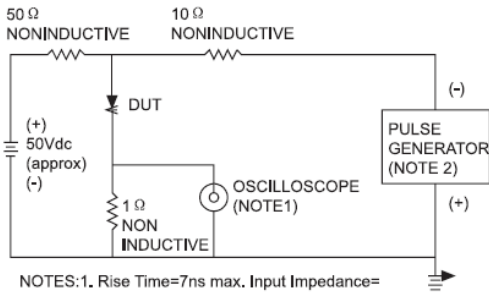 50 Ω
NONINDUCTIVE
10 Ω
NONINDUCTIVE
DUT
(+)
50Vdc
(approx)
(-)
1 Ω
NON
INDUCTIVE
OSCILLOSCOPE
(NOTE1)
(-)
PULSE
GENERATOR
(NOTE 2)
(+)
NOTES:1. Rise Time=7ns max. Input Impedance=